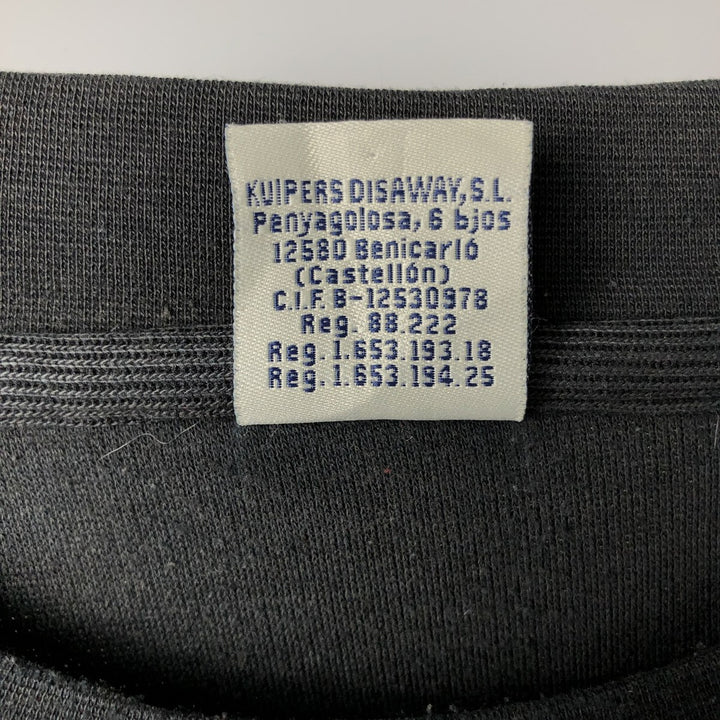 KUIPERS DISAWAY, S.L.
Penyagolosa, 6 bjos
12580 Benicarló
(Castellón)
C.I.F. B-12530978
Reg. 88.222
Reg. 1.653.193.18
Reg. 1.653.194.25